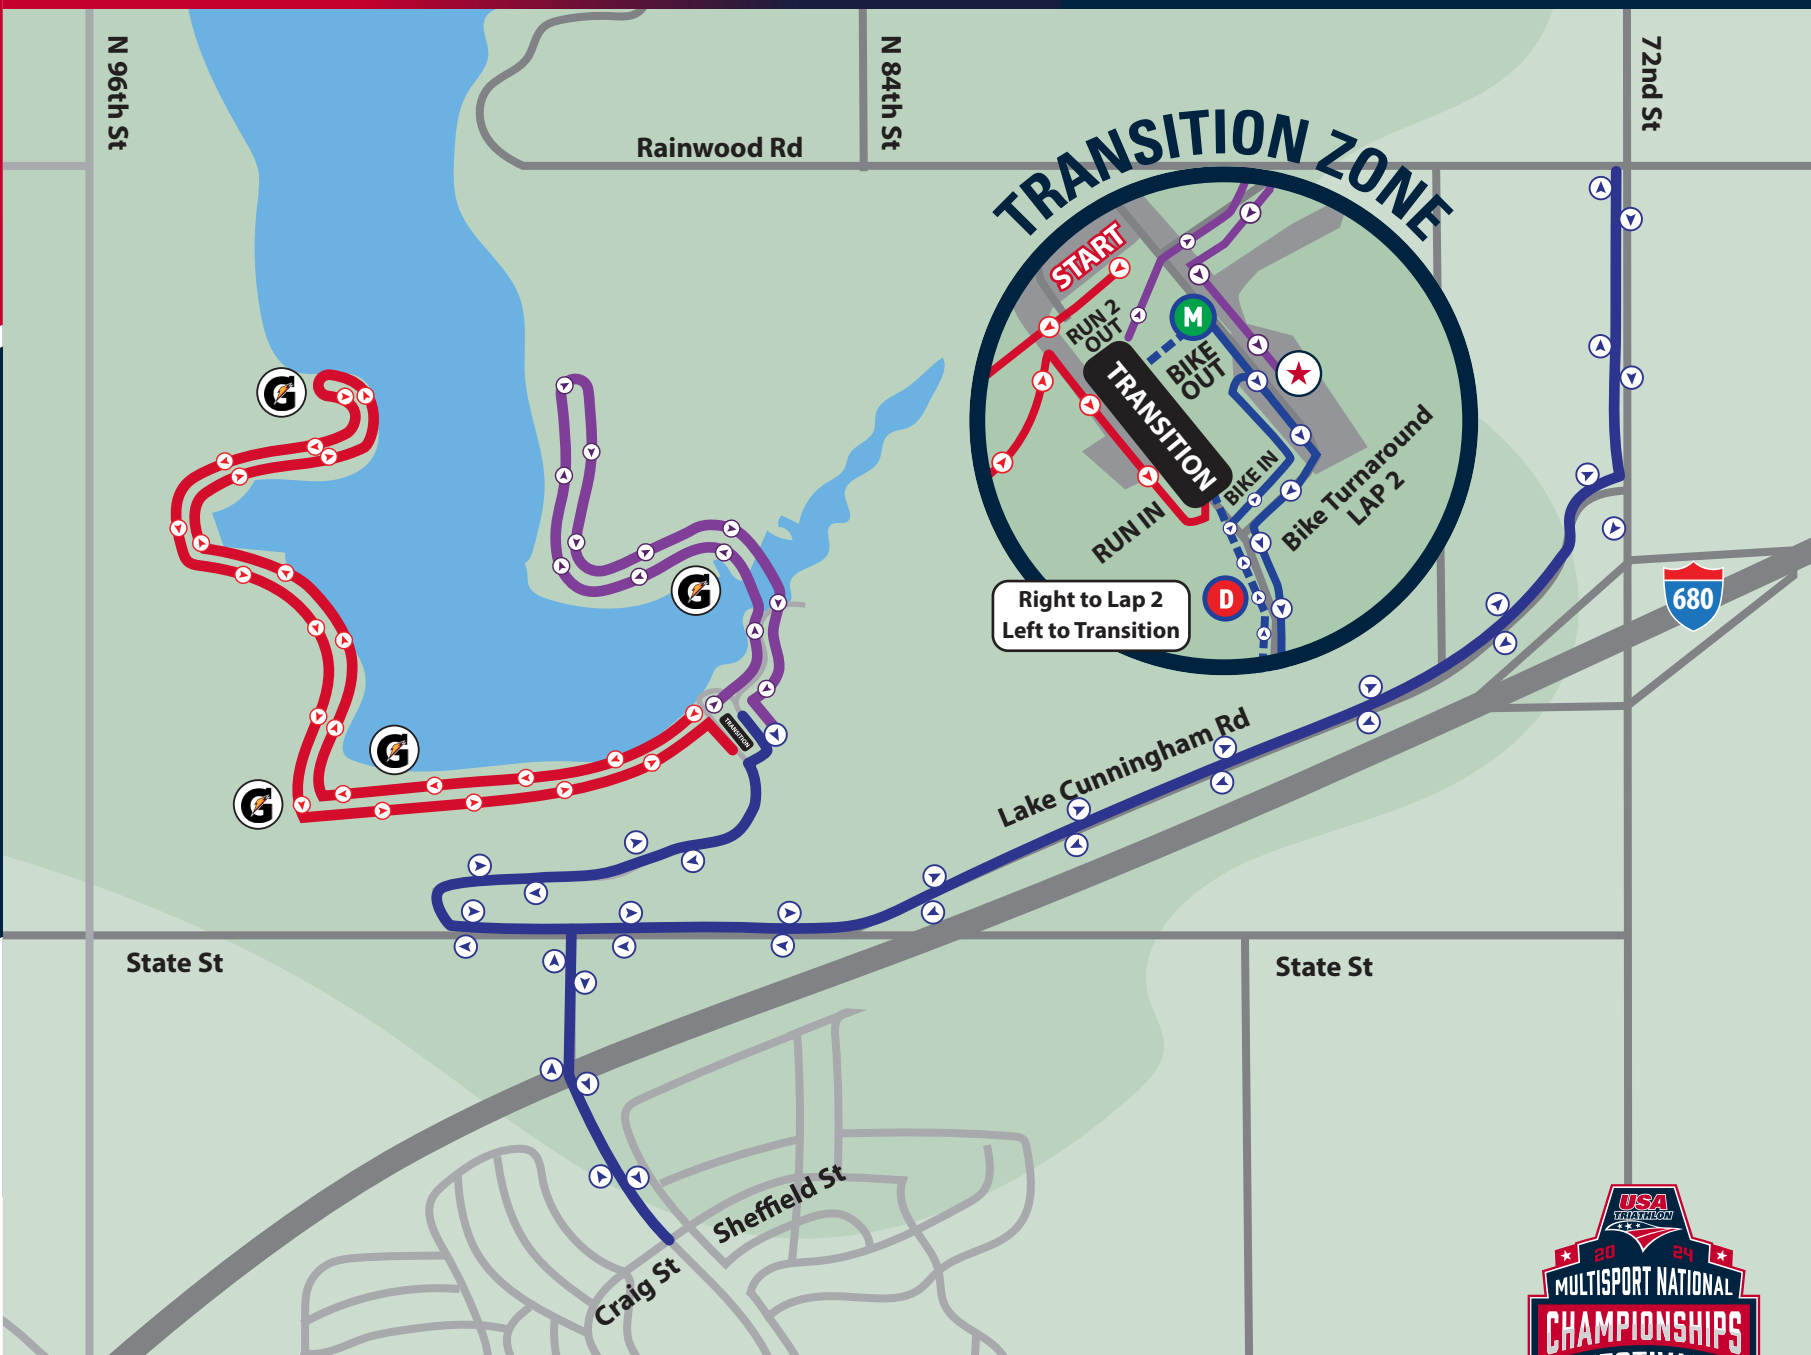 N 96th St
N 84th St
72nd St
Rainwood Rd
TRANSITION ZONE
START
RUN 2
OUT
M
BIKE
OUT
TRANSITION
BIKE IN
RUN IN
Bike Turnaround
LAP 2
D
Right to Lap 2
Left to Transition
G
G
G
G
680
TRANSITION
Lake Cunningham Rd
State St
State St
Sheffield St
Craig St
USA
TRIATHLON
20 24
MULTISPORT NATIONAL
CHAMPIONSHIPS